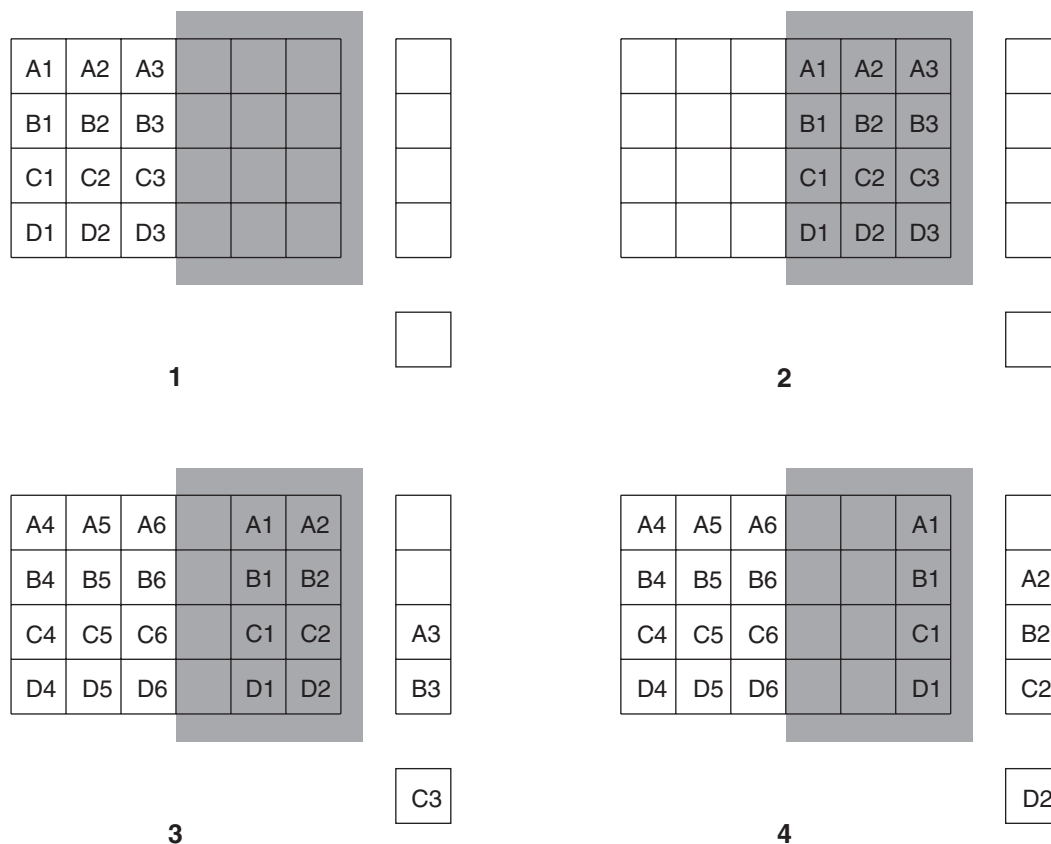 A1 A2 A3
B1 B2 B3
C1 C2 C3
D1 D2 D3
1
A1 A2 A3
B1 B2 B3
C1 C2 C3
D1 D2 D3
2
A4 A5 A6 A1 A2
B4 B5 B6 B1 B2
C4 C5 C6 C1 C2 A3
D4 D5 D6 D1 D2 B3
C3
3
A4 A5 A6 A1
B4 B5 B6 B1 A2
C4 C5 C6 C1 B2
D4 D5 D6 D1 C2
D2
4